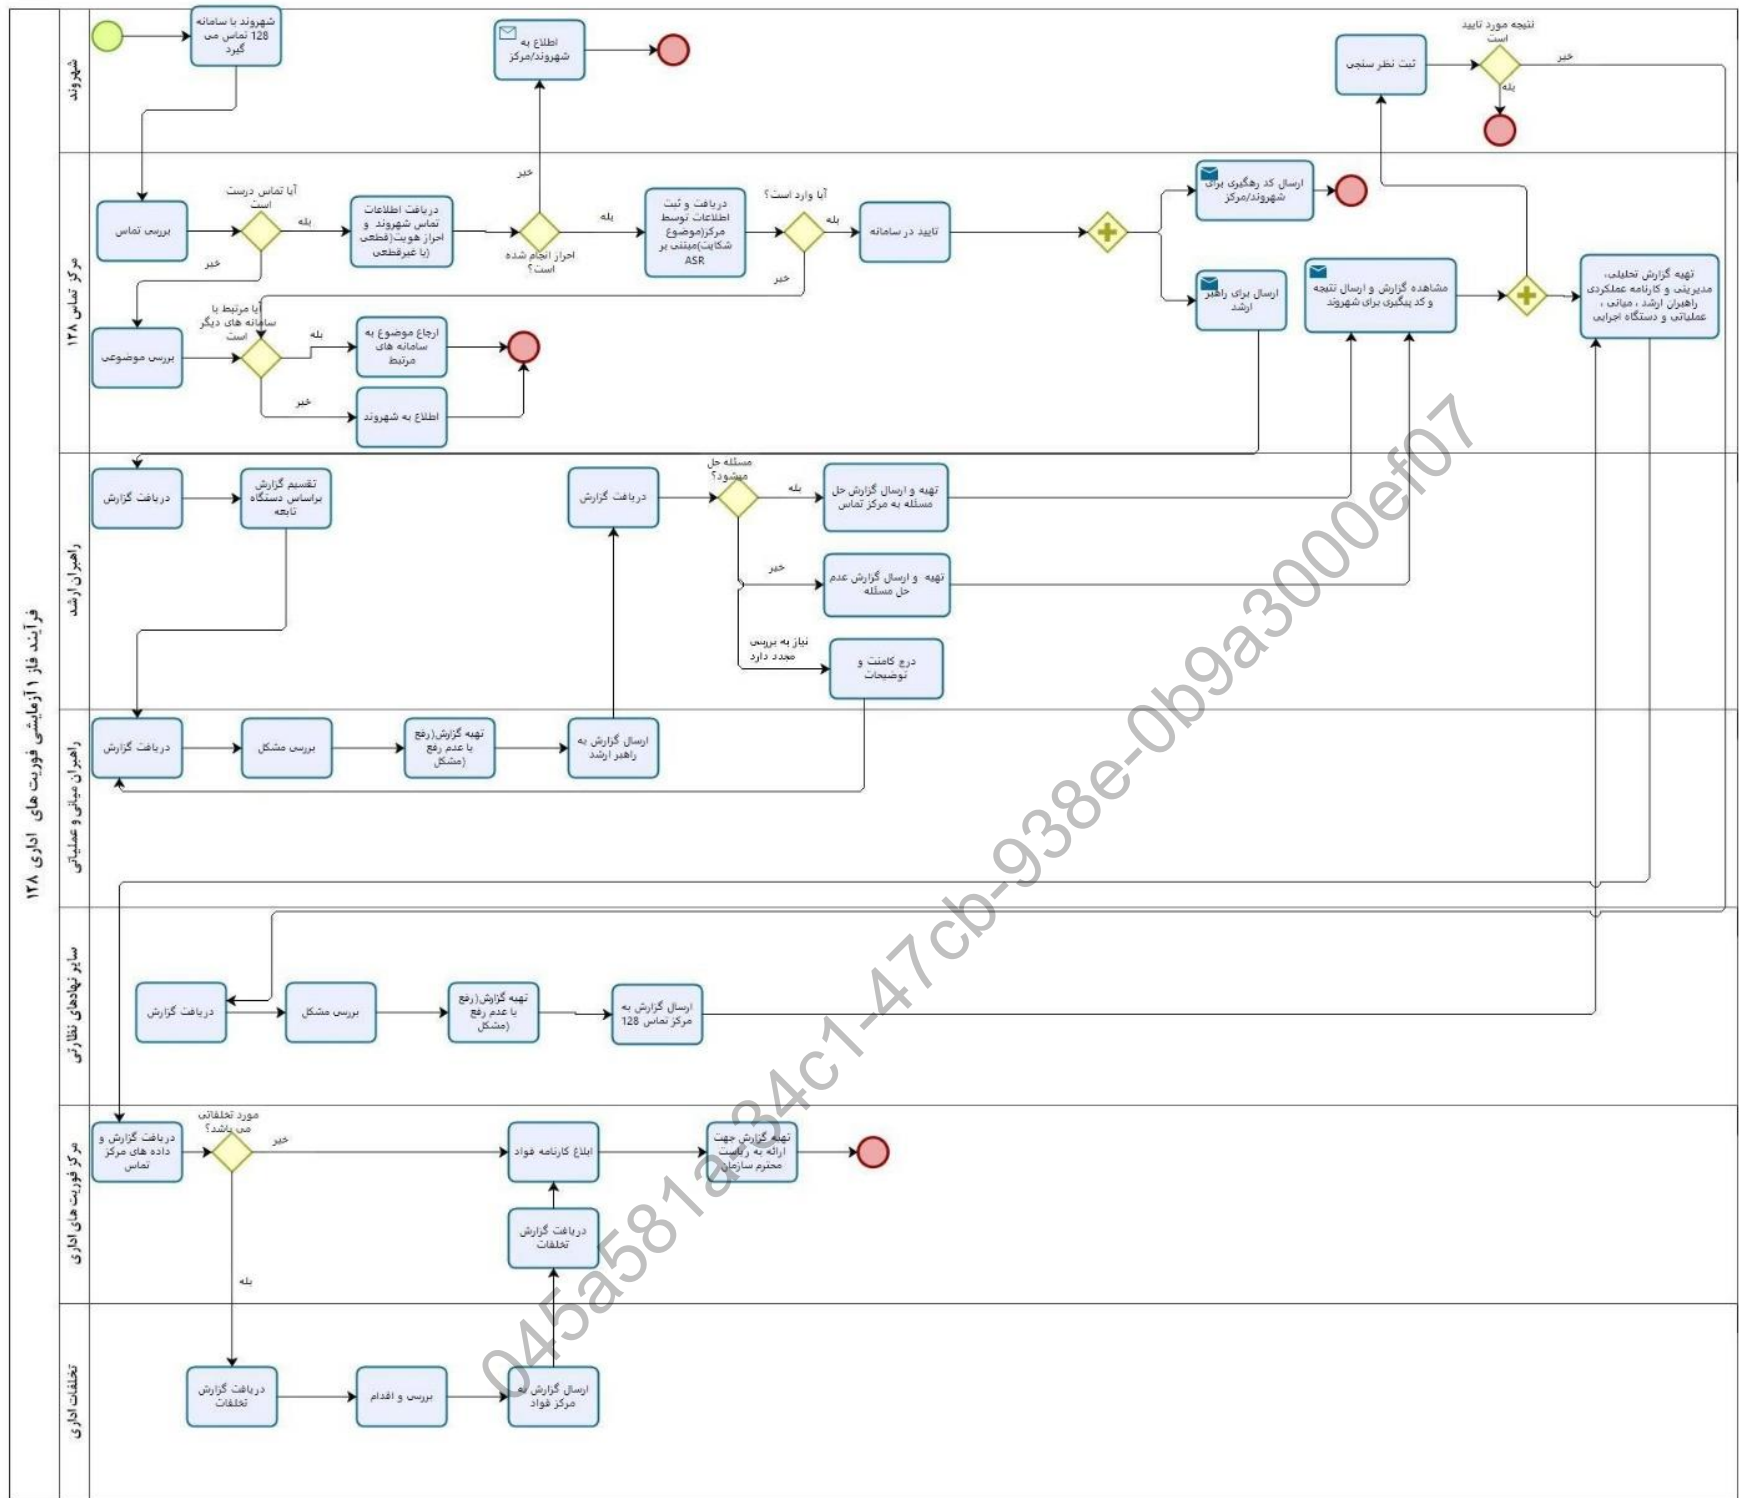 فرآیند فاز ۱ آزمایشی فوریت های اداری ۱۲۸
شهروند
شهروند با سامانه
128 تماس می
گیرد
اطلاع به
شهروند/مرکز
ثبت نظر سنجی
نتیجه مورد تایید
است
خیر
بله
مرکز تماس ۱۲۸
بررسی تماس
آیا تماس درست
است
بله
خیر
دریافت اطلاعات
تماس شهروند و
احراز هویت(قطعی
(یا غیرقطعی
خیر
احراز انجام شده
است؟
بله
دریافت و ثبت
اطلاعات توسط
مرکز(موضوع
شکایت)مبتنی بر
ASR
آیا وارد است؟
بله
خیر
تایید در سامانه
ارسال کد رهگیری برای
شهروند/مرکز
ارسال برای راهبر
ارشد
مشاهده گزارش و ارسال نتیجه
و کد پیگیری برای شهروند
تهیه گزارش تحلیلی،
مدیریتی و کارنامه عملکردی
راهبران ارشد ، میانی ،
عملیاتی و دستگاه اجرایی
بررسی موضوعی
آیا مرتبط با
سامانه های دیگر
است
بله
خیر
ارجاع موضوع به
سامانه های
مرتبط
اطلاع به شهروند
راهبران ارشد
دریافت گزارش
تقسیم گزارش
براساس دستگاه
تابعه
دریافت گزارش
مسئله حل
میشود؟
بله
تهیه و ارسال گزارش حل
مسئله به مرکز تماس
خیر
تهیه و ارسال گزارش عدم
حل مسئله
نیاز به بررسی
مجدد دارد
درج کامنت و
توضیحات
راهبران میانی و عملیاتی
دریافت گزارش
بررسی مشکل
تهیه گزارش(رفع
یا عدم رفع
(مشکل
ارسال گزارش به
راهبر ارشد
سایر نهادهای نظارتی
دریافت گزارش
بررسی مشکل
تهیه گزارش(رفع
یا عدم رفع
(مشکل
ارسال گزارش به
مرکز تماس 128
مرکز فوریت های اداری
دریافت گزارش و
داده های مرکز
تماس
مورد تخلفاتی
می باشد؟
خیر
بله
ابلاغ کارنامه فواد
تهیه گزارش جهت
ارائه به ریاست
محترم سازمان
دریافت گزارش
تخلفات
تخلفات اداری
دریافت گزارش
تخلفات
بررسی و اقدام
ارسال گزارش به
مرکز فواد
045a581a-34c1-47cb-938e-0b9a3000ef07